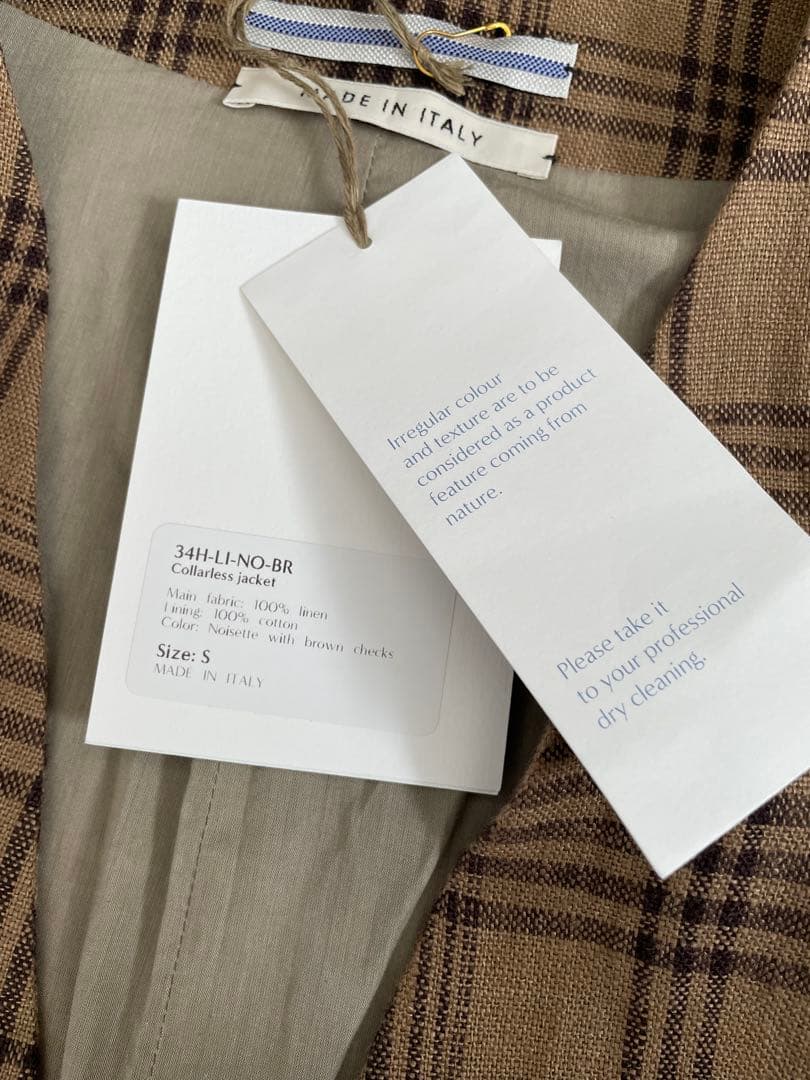 MADE IN ITALY
Irregular colour
and texture are to be
considered as a product
feature coming from
nature.
34H-LI-NO-BR
Collarless jacket
Main fabric: 100% linen
Lining: 100% cotton
Color: Noisette with brown checks
Size: S
MADE IN ITALY
Please take it
to your professional
dry cleaning.